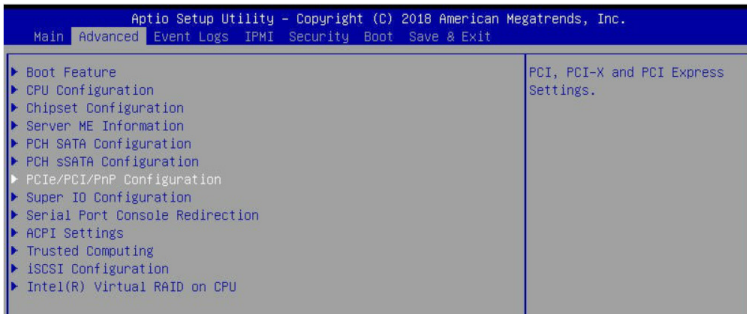 Aptio Setup Utility – Copyright (C) 2018 American Megatrends, Inc.
Main Advanced Event Logs IPMI Security Boot Save & Exit
▶ Boot Feature
▶ CPU Configuration
▶ Chipset Configuration
▶ Server ME Information
▶ PCH SATA Configuration
▶ PCH sSATA Configuration
▶ PCIe/PCI/PnP Configuration
▶ Super IO Configuration
▶ Serial Port Console Redirection
▶ ACPI Settings
▶ Trusted Computing
▶ iSCSI Configuration
▶ Intel(R) Virtual RAID on CPU
PCI, PCI-X and PCI Express
Settings.